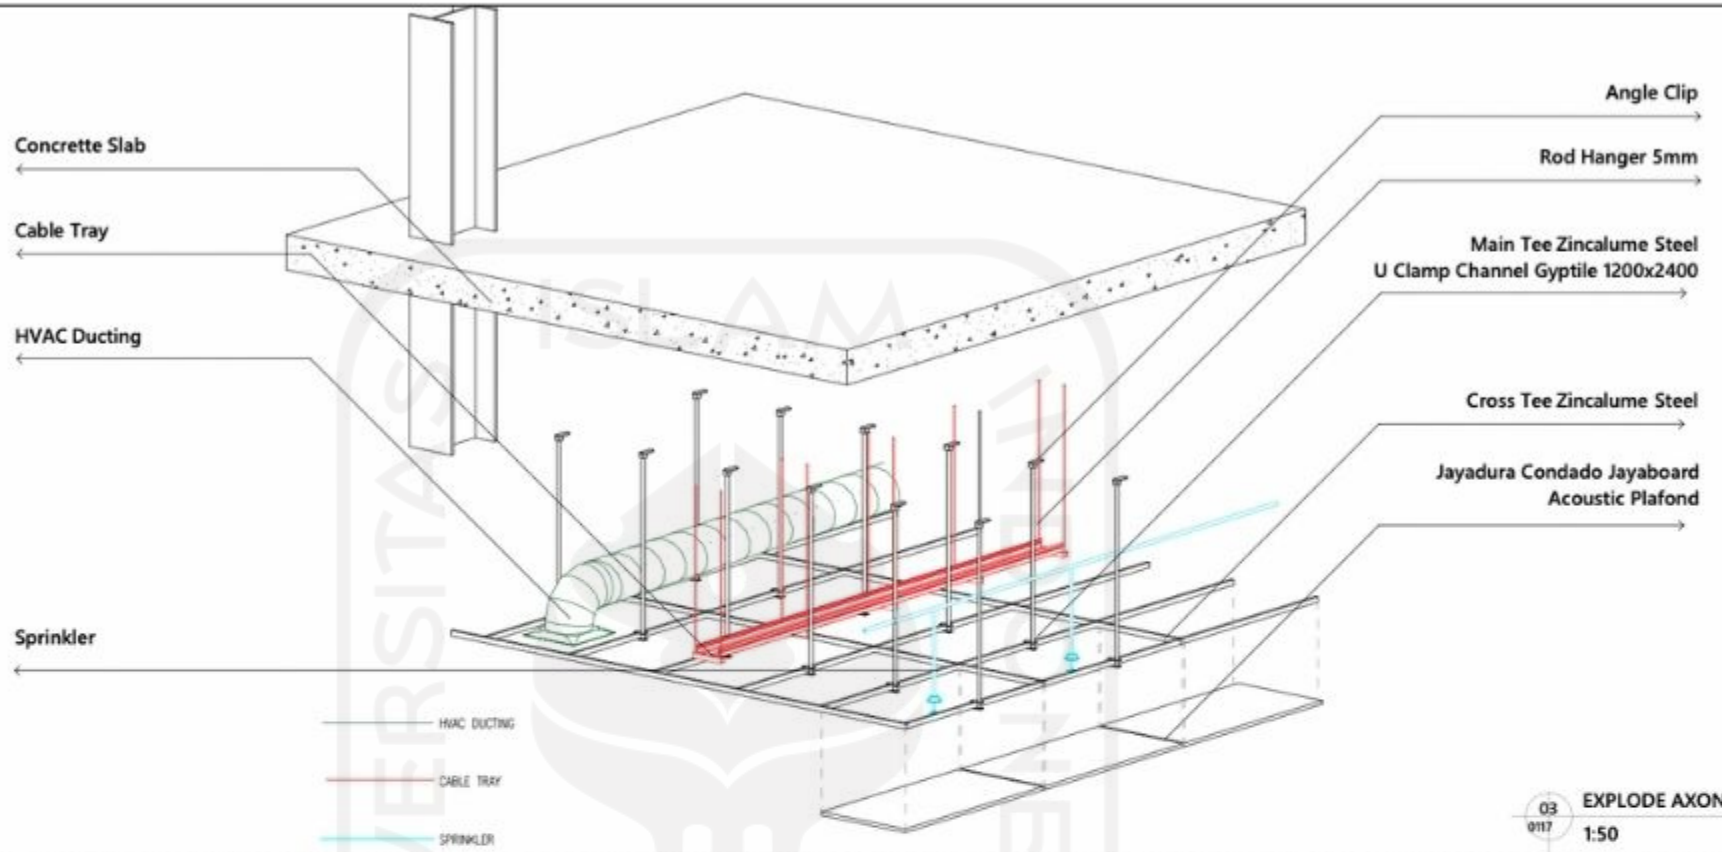 Concrette Slab
Cable Tray
HVAC Ducting
Sprinkler
Angle Clip
Rod Hanger 5mm
Main Tee Zincalume Steel
U Clamp Channel Gyptile 1200x2400
Cross Tee Zincalume Steel
Jayadura Condado Jayaboard
Acoustic Plafond
HVAC DUCTING
CABLE TRAY
SPRINKLER
03
0117
EXPLODE AXON
1:50
ISLAM